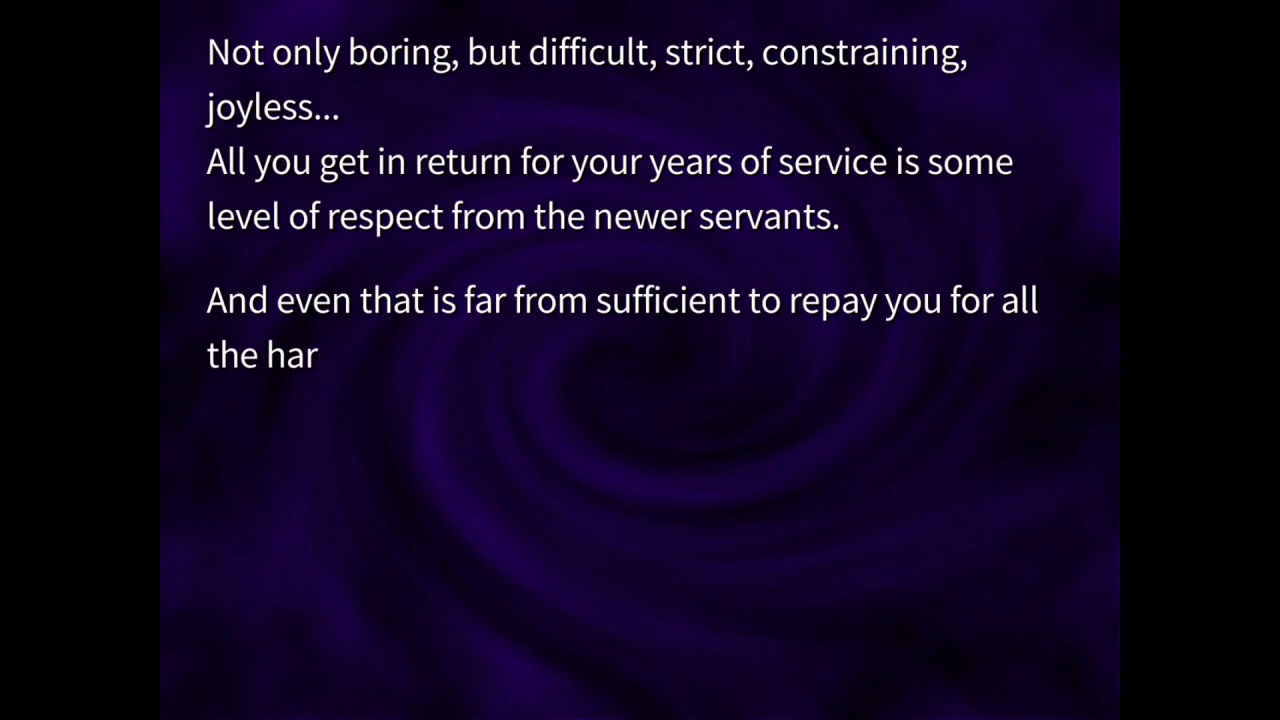 Not only boring, but difficult, strict, constraining,
joyless...
All you get in return for your years of service is some
level of respect from the newer servants.
And even that is far from sufficient to repay you for all
the har